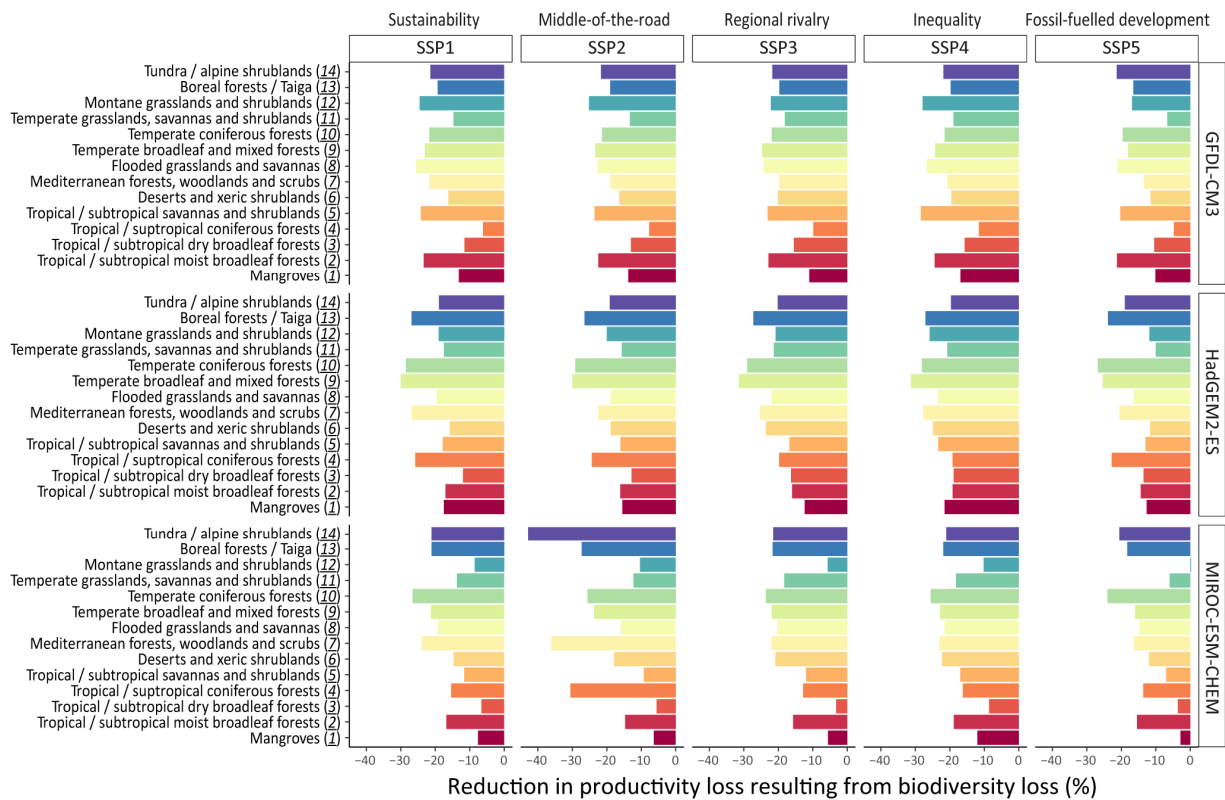 Sustainability Middle-of-the-road Regional rivalry Inequality Fossil-fuelled development
SSP1 SSP2 SSP3 SSP4 SSP5
Tundra / alpine shrublands (14)
Boreal forests / Taiga (13)
Montane grasslands and shrublands (12)
Temperate grasslands, savannas and shrublands (11)
Temperate coniferous forests (10)
Temperate broadleaf and mixed forests (9)
Flooded grasslands and savannas (8)
Mediterranean forests, woodlands and scrubs (7)
Deserts and xeric shrublands (6)
Tropical / subtropical savannas and shrublands (5)
Tropical / suptropical coniferous forests (4)
Tropical / subtropical dry broadleaf forests (3)
Tropical / subtropical moist broadleaf forests (2)
Mangroves (1)
GFDL-CM3
Tundra / alpine shrublands (14)
Boreal forests / Taiga (13)
Montane grasslands and shrublands (12)
Temperate grasslands, savannas and shrublands (11)
Temperate coniferous forests (10)
Temperate broadleaf and mixed forests (9)
Flooded grasslands and savannas (8)
Mediterranean forests, woodlands and scrubs (7)
Deserts and xeric shrublands (6)
Tropical / subtropical savannas and shrublands (5)
Tropical / suptropical coniferous forests (4)
Tropical / subtropical dry broadleaf forests (3)
Tropical / subtropical moist broadleaf forests (2)
Mangroves (1)
HadGEM2-ES
Tundra / alpine shrublands (14)
Boreal forests / Taiga (13)
Montane grasslands and shrublands (12)
Temperate grasslands, savannas and shrublands (11)
Temperate coniferous forests (10)
Temperate broadleaf and mixed forests (9)
Flooded grasslands and savannas (8)
Mediterranean forests, woodlands and scrubs (7)
Deserts and xeric shrublands (6)
Tropical / subtropical savannas and shrublands (5)
Tropical / suptropical coniferous forests (4)
Tropical / subtropical dry broadleaf forests (3)
Tropical / subtropical moist broadleaf forests (2)
Mangroves (1)
MIROC-ESM-CHEM
−40 −30 −20 −10 0 −40 −30 −20 −10 0 −40 −30 −20 −10 0 −40 −30 −20 −10 0 −40 −30 −20 −10 0
Reduction in productivity loss resulting from biodiversity loss (%)